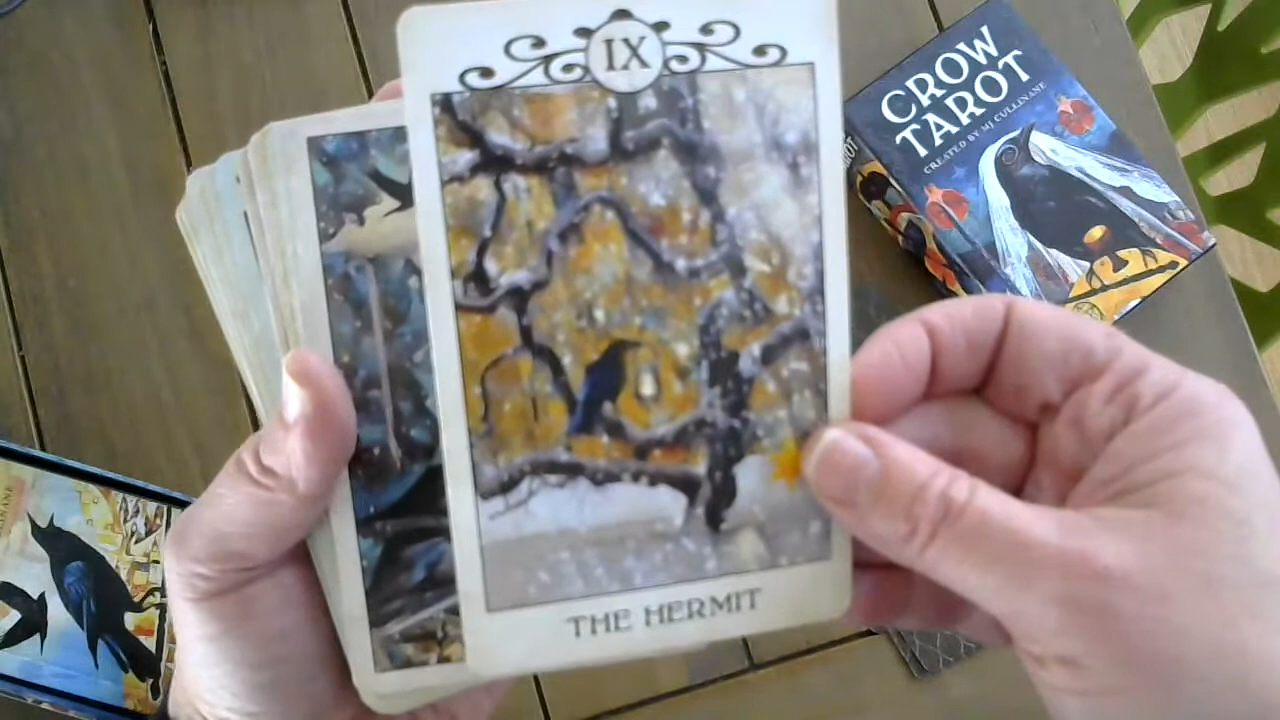 IX
THE HERMIT
CROW
TAROT
CREATED BY MJ CULLINANE